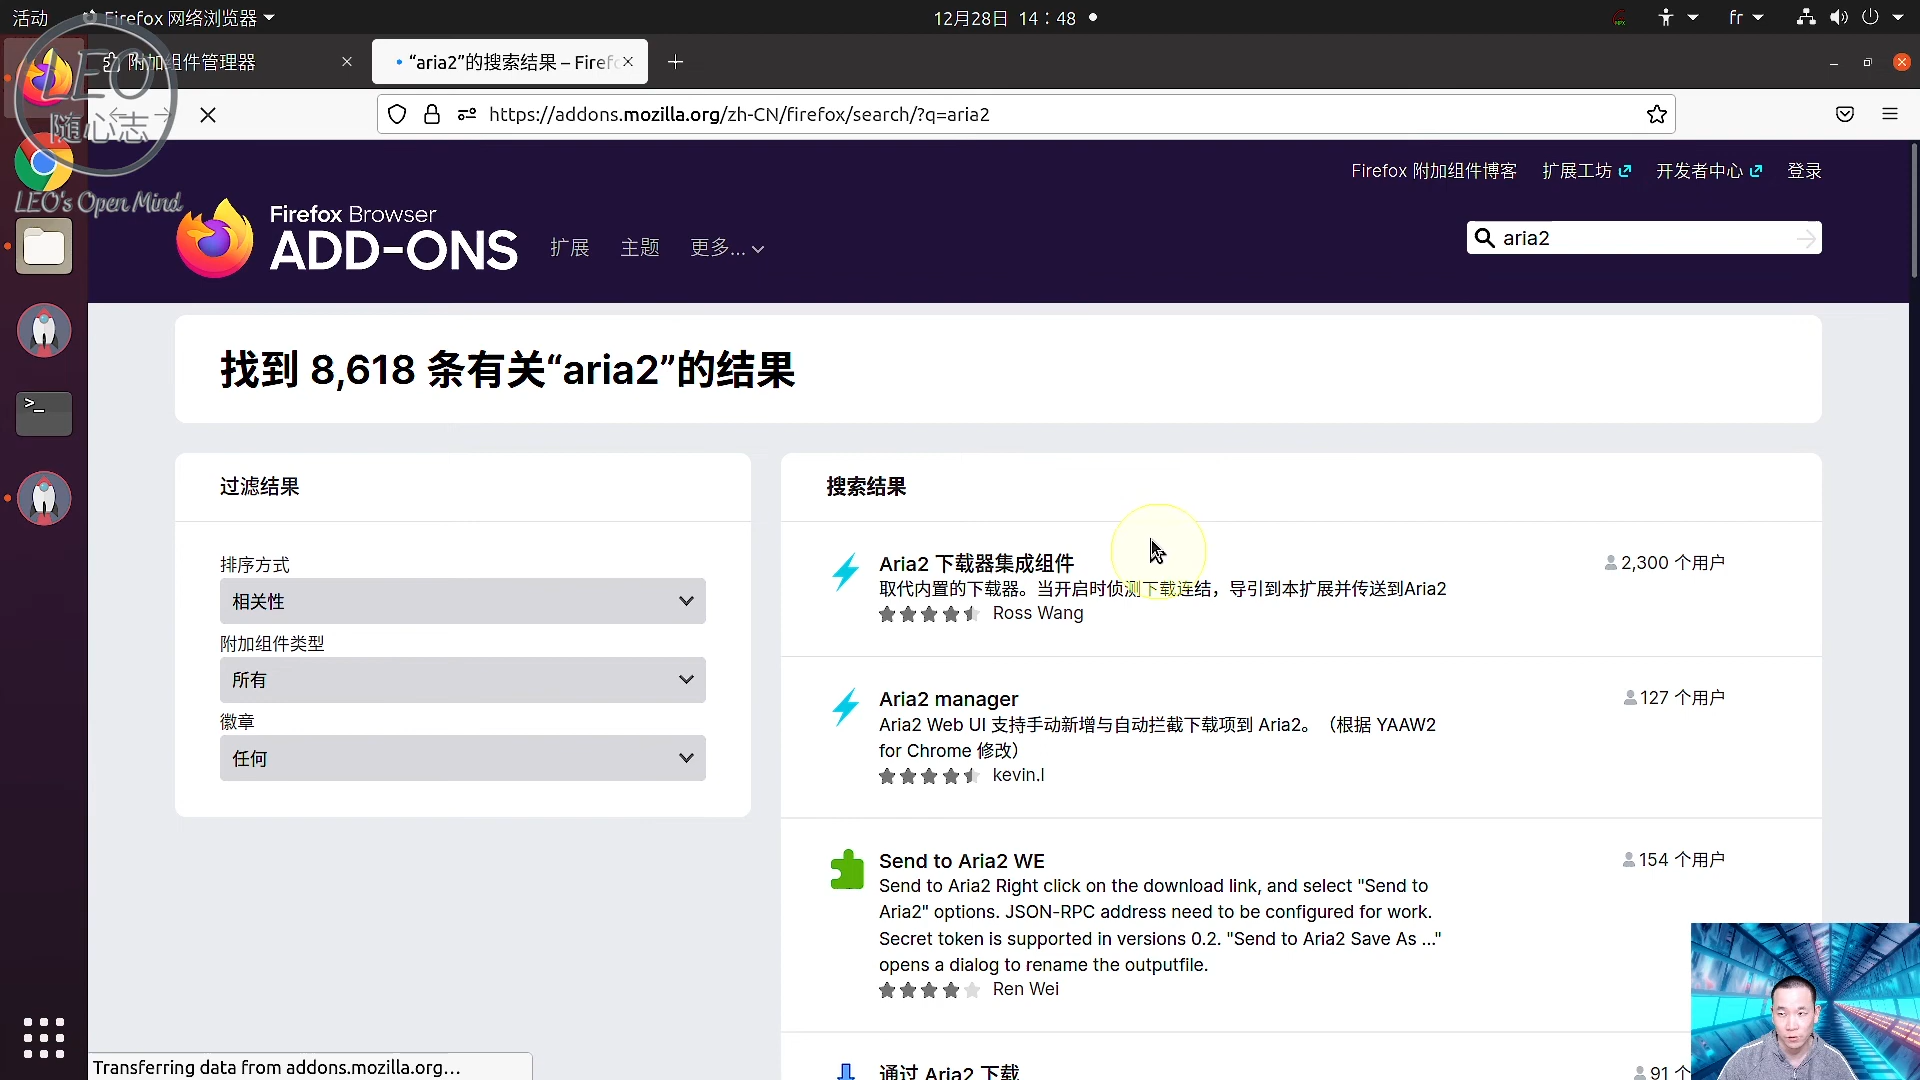 活动
Firefox 网络浏览器
12月28日 14：48
fr
附加组件管理器
“aria2”的搜索结果 – Firef
LEO
随心志
LEO's Open Mind
https://addons.mozilla.org/zh-CN/firefox/search/?q=aria2
Firefox 附加组件博客
扩展工坊
开发者中心
登录
Firefox Browser
ADD-ONS
扩展
主题
更多...
aria2
找到 8,618 条有关“aria2”的结果
过滤结果
排序方式
相关性
附加组件类型
所有
徽章
任何
搜索结果
Aria2 下载器集成组件
2,300 个用户
取代内置的下载器。当开启时侦测下载连结，导引到本扩展并传送到Aria2
Ross Wang
Aria2 manager
127 个用户
Aria2 Web UI 支持手动新增与自动拦截下载项到 Aria2。（根据 YAAW2
for Chrome 修改）
kevin.l
Send to Aria2 WE
154 个用户
Send to Aria2 Right click on the download link, and select "Send to
Aria2" options. JSON-RPC address need to be configured for work.
Secret token is supported in versions 0.2. "Send to Aria2 Save As ..."
opens a dialog to rename the outputfile.
Ren Wei
通过 Aria2 下载
91 个
Transferring data from addons.mozilla.org…